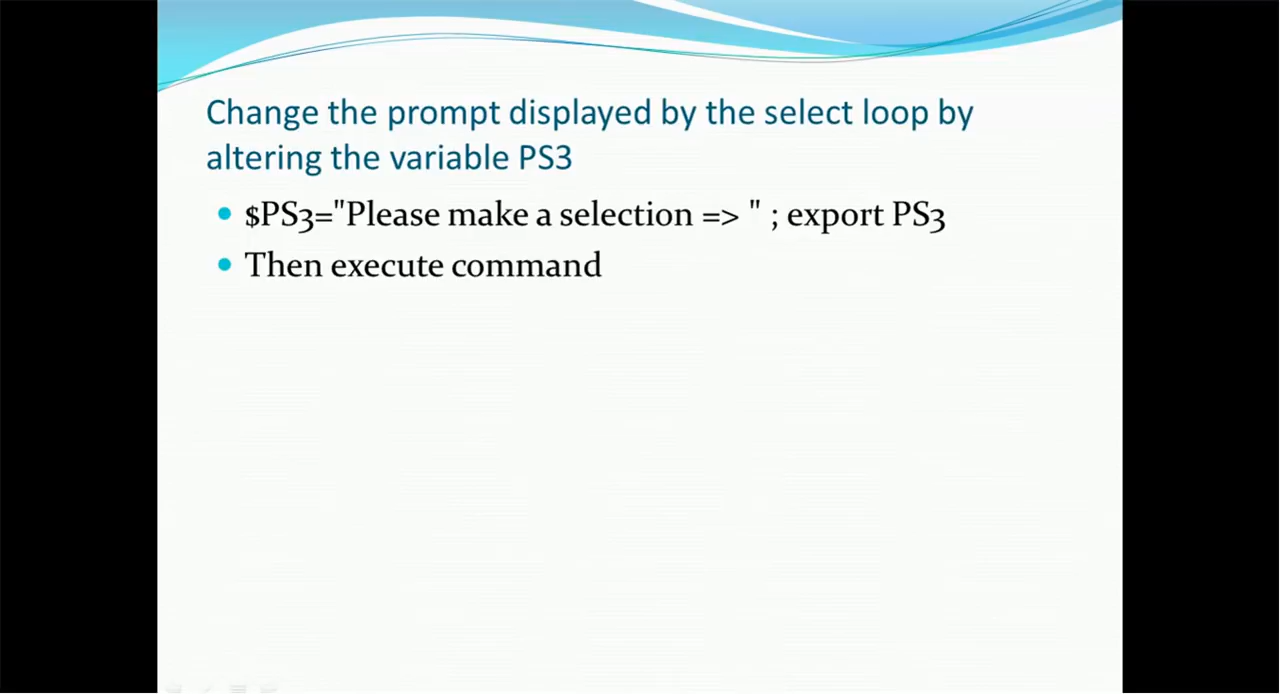 Change the prompt displayed by the select loop by
altering the variable PS3
• $PS3="Please make a selection => " ; export PS3
• Then execute command